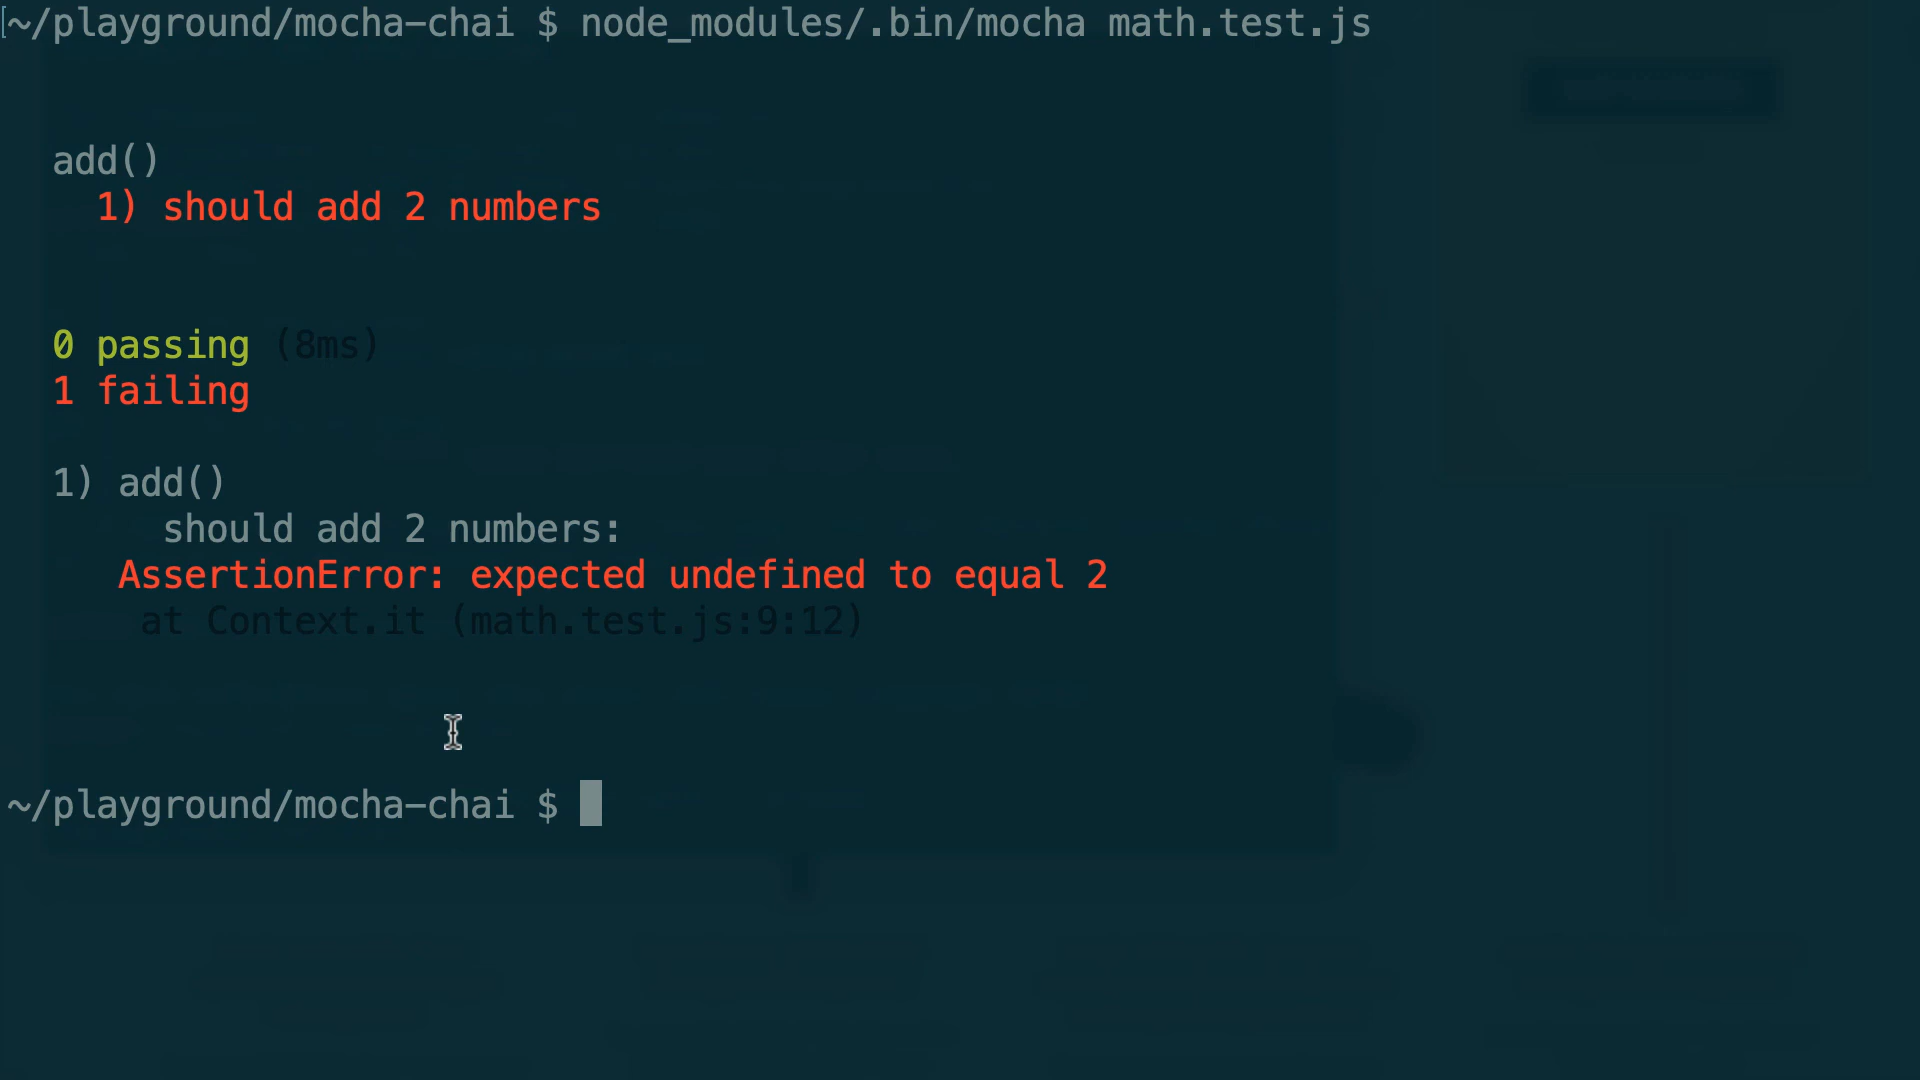 ~/playground/mocha-chai $ node_modules/.bin/mocha math.test.js
add()
1) should add 2 numbers
0 passing (8ms)
1 failing
1) add()
should add 2 numbers:
AssertionError: expected undefined to equal 2
at Context.it (math.test.js:9:12)
~/playground/mocha-chai $